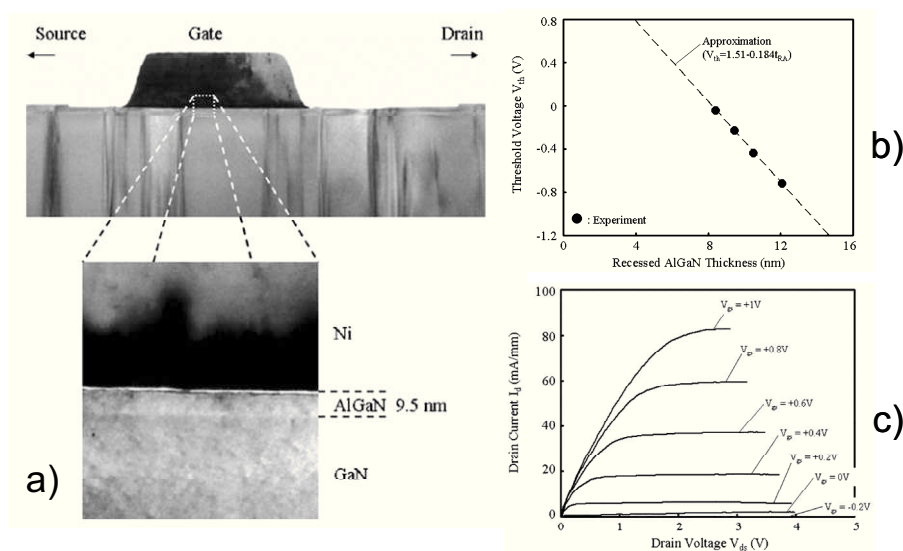 Source
Gate
Drain
Ni
AlGaN 9.5 nm
GaN
a)
Threshold Voltage Vth (V)
0.8
0.4
0
-0.4
-0.8
-1.2
Approximation
(Vth=1.51-0.184tRA)
: Experiment
0 4 8 12 16
Recessed AlGaN Thickness (nm)
b)
Drain Current Id (mA/mm)
100
80
60
40
20
0
Vgs = +1V
Vgs = +0.8V
Vgs = +0.6V
Vgs = +0.4V
Vgs = +0.2V
Vgs = 0V
Vgs = -0.2V
0 1 2 3 4 5
Drain Voltage Vds (V)
c)